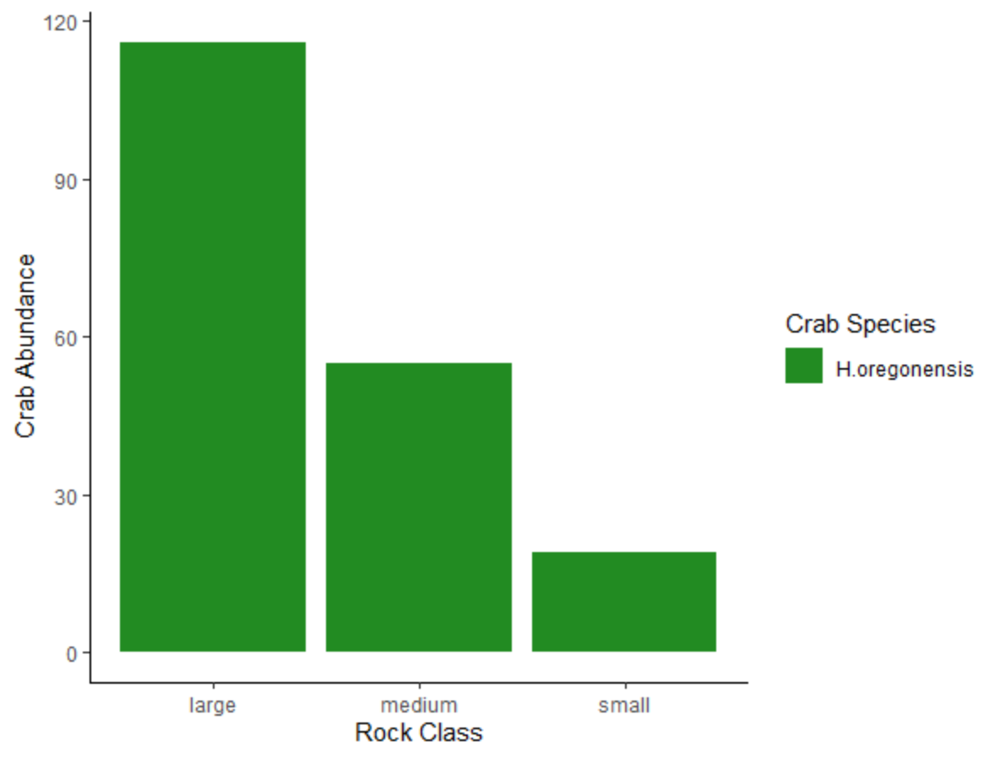 120
90
60
30
0
Crab Abundance
large medium small
Rock Class
Crab Species
H.oregonensis